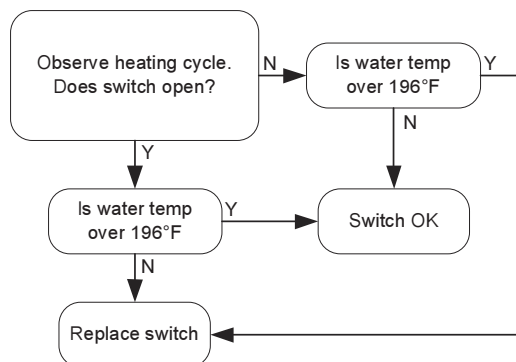 Observe heating cycle.
Does switch open?
N
Is water temp
over 196°F
Y
N
Y
Is water temp
over 196°F
Y
Switch OK
N
Replace switch